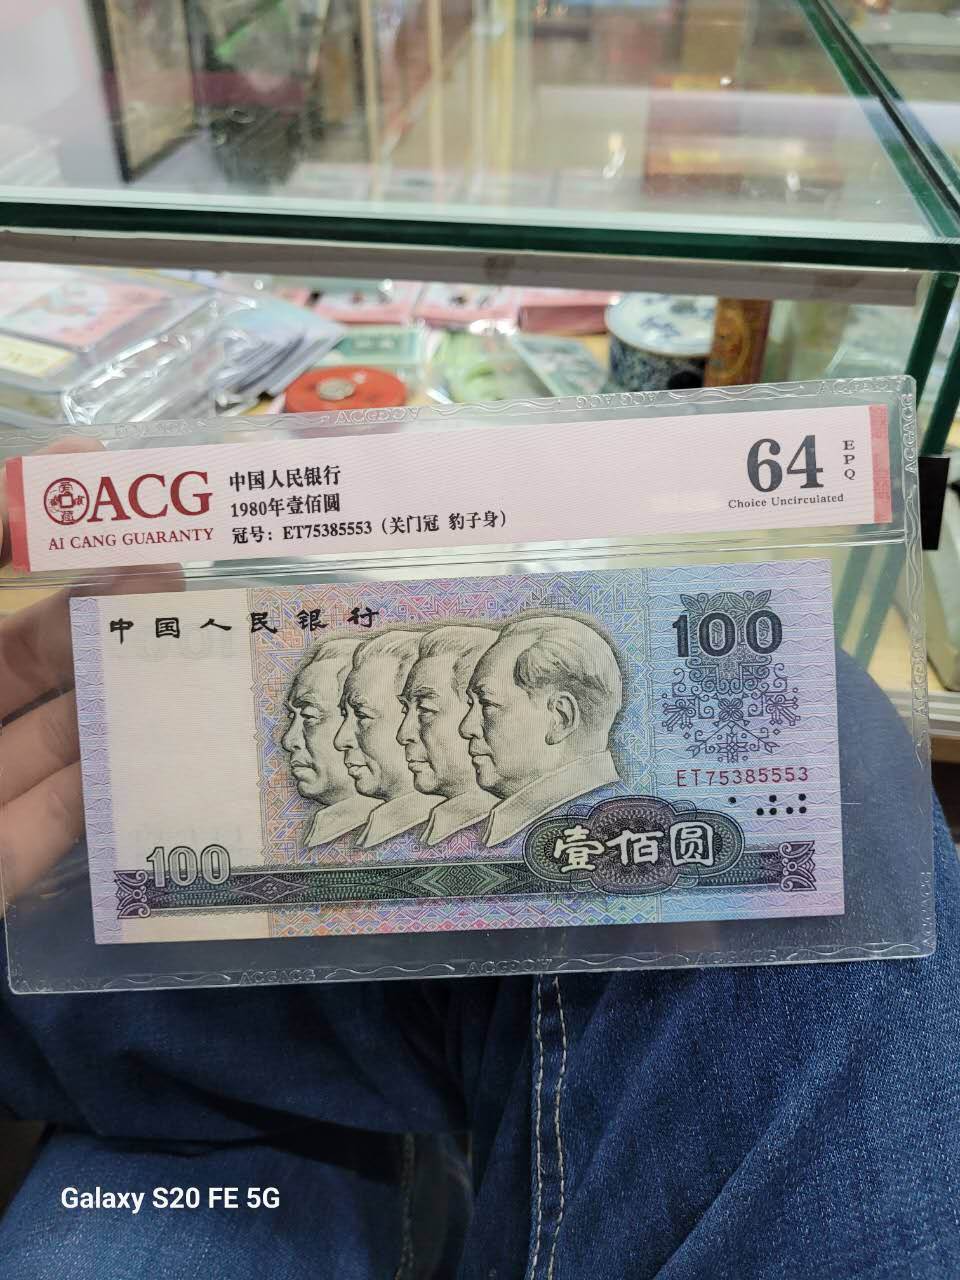 ACG
AI CANG GUARANTY
中国人民银行
1980年壹佰圆
冠号: ET75385553 (关门冠 豹子身)
64
EPQ
Choice Uncirculated
中国人民银行
100
ET75385553
壹佰圆
100
Galaxy S20 FE 5G